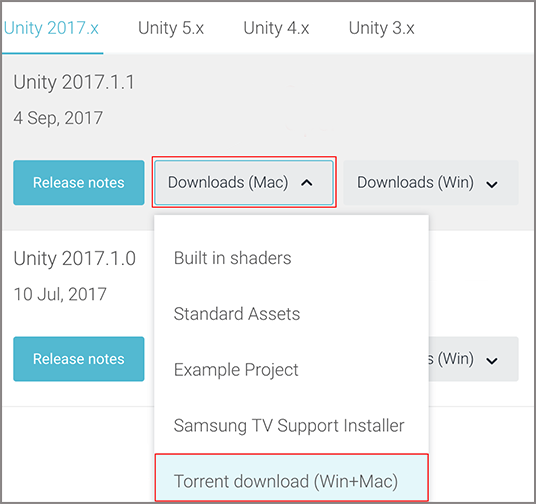 Unity 2017.x Unity 5.x Unity 4.x Unity 3.x
Unity 2017.1.1
4 Sep, 2017
Release notes Downloads (Mac) Downloads (Win)
Built in shaders
Unity 2017.1.0
10 Jul, 2017
Standard Assets
Release notes s (Win)
Example Project
Samsung TV Support Installer
Torrent download (Win+Mac)